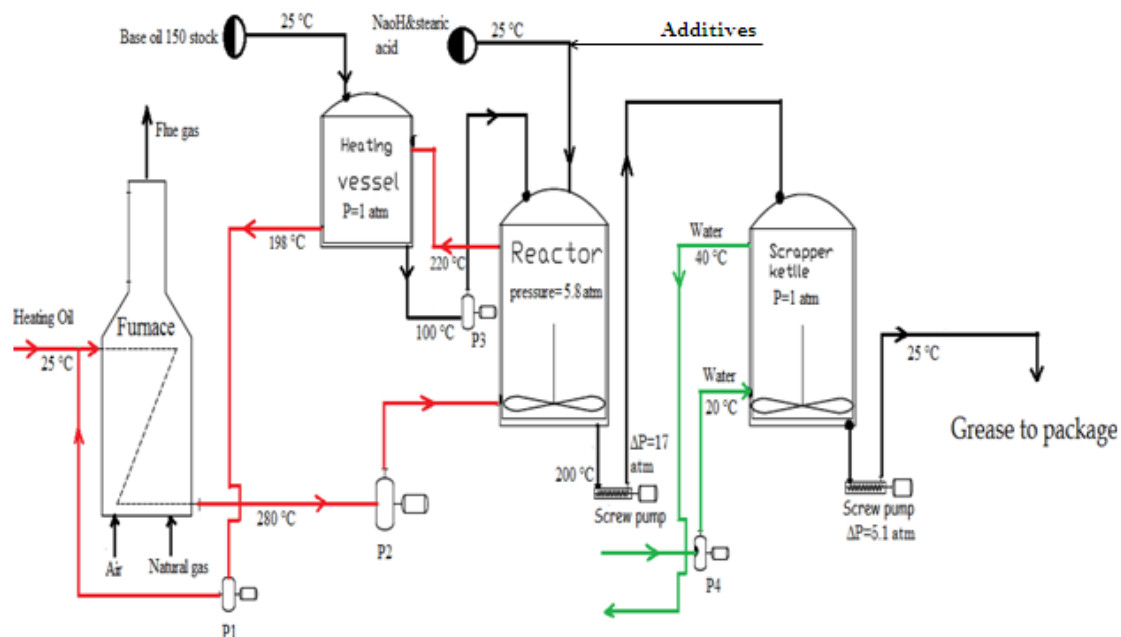 25 °C
Base oil 150 stock
NaoH&stearic
acid
25 °C
Additives
Flue gas
Heating
vessel
P=1 atm
198 °C
220°C
100 °C
P3
Reactor
pressure=5.8 atm
Water
40 °C
Scrapper
ketlle
P=1 atm
Water
20 °C
Heating Oil
25 °C
Furnace
25 °C
Grease to package
ΔP=17
atm
200 °C
Screw pump
Screw pump
ΔP=5.1 atm
280 °C
P2
Air
Natural gas
P1
P4